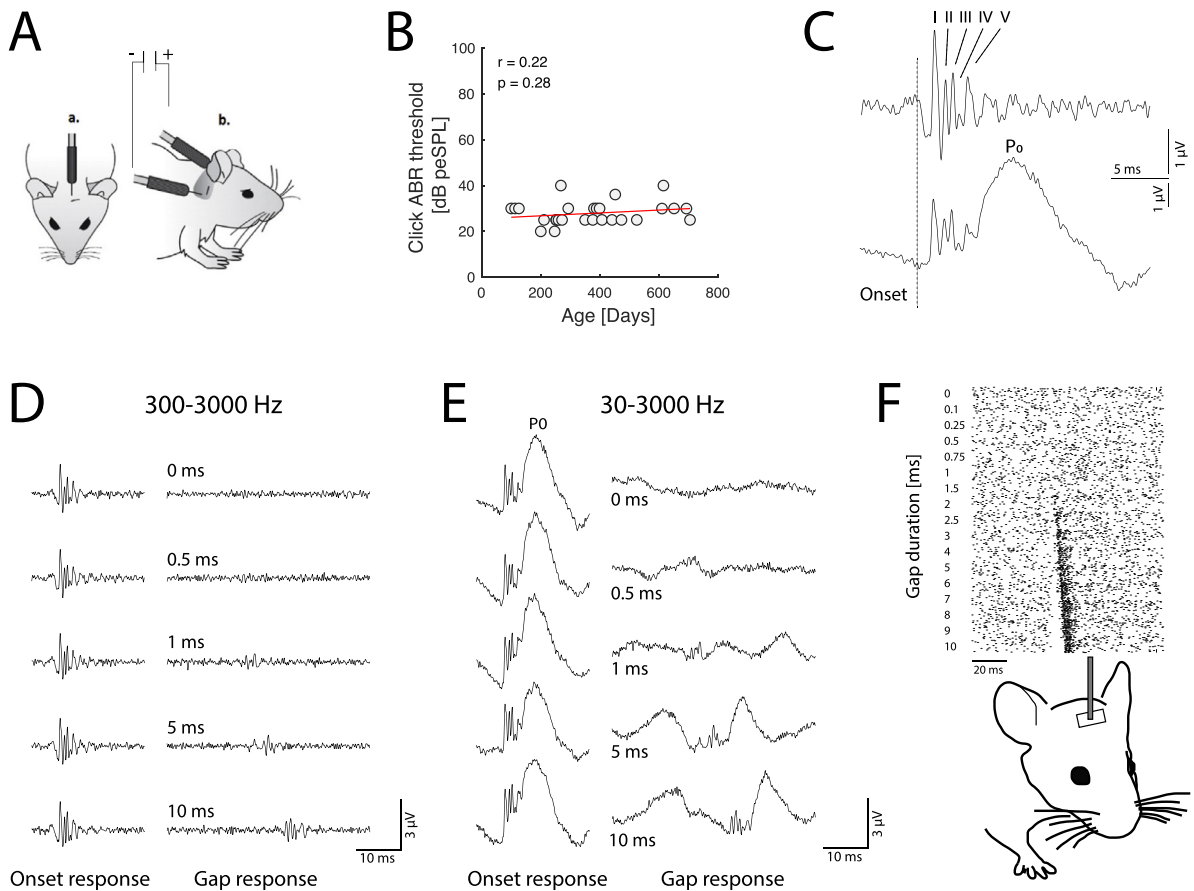 A
- +
a.
b.
B
r = 0.22
p = 0.28
Click ABR threshold
[dB peSPL]
100
80
60
40
20
0
0 200 400 600 800
Age [Days]
C
I II III IV V
P₀
5 ms
1 µV
1 µV
Onset
D
300-3000 Hz
0 ms
0.5 ms
1 ms
5 ms
10 ms
3 µV
10 ms
Onset response
Gap response
E
30-3000 Hz
P0
0 ms
0.5 ms
1 ms
5 ms
10 ms
3 µV
10 ms
Onset response
Gap response
F
Gap duration [ms]
0
0.1
0.25
0.5
0.75
1
1.5
2
2.5
3
4
5
6
7
8
9
10
20 ms